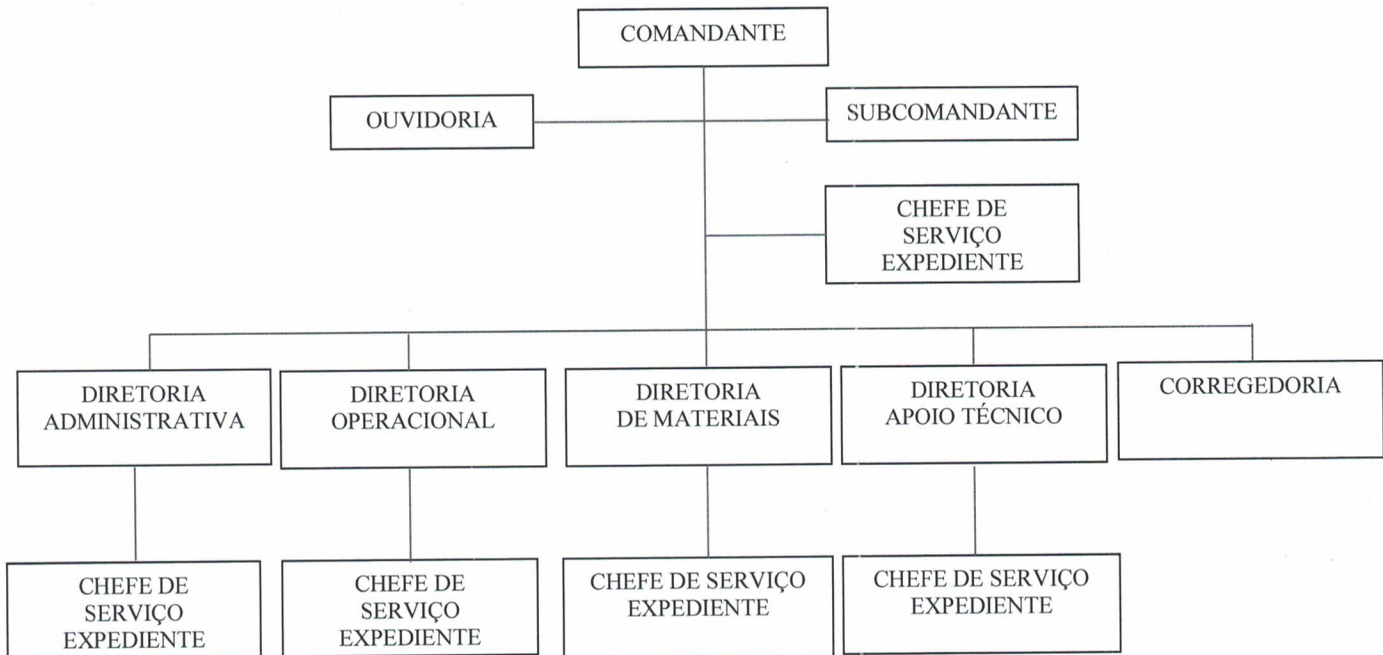 COMANDANTE
OUVIDORIA
SUBCOMANDANTE
CHEFE DE
SERVIÇO
EXPEDIENTE
DIRETORIA
ADMINISTRATIVA
DIRETORIA
OPERACIONAL
DIRETORIA
DE MATERIAIS
DIRETORIA
APOIO TÉCNICO
CORREGEDORIA
CHEFE DE
SERVIÇO
EXPEDIENTE
CHEFE DE
SERVIÇO
EXPEDIENTE
CHEFE DE SERVIÇO
EXPEDIENTE
CHEFE DE SERVIÇO
EXPEDIENTE